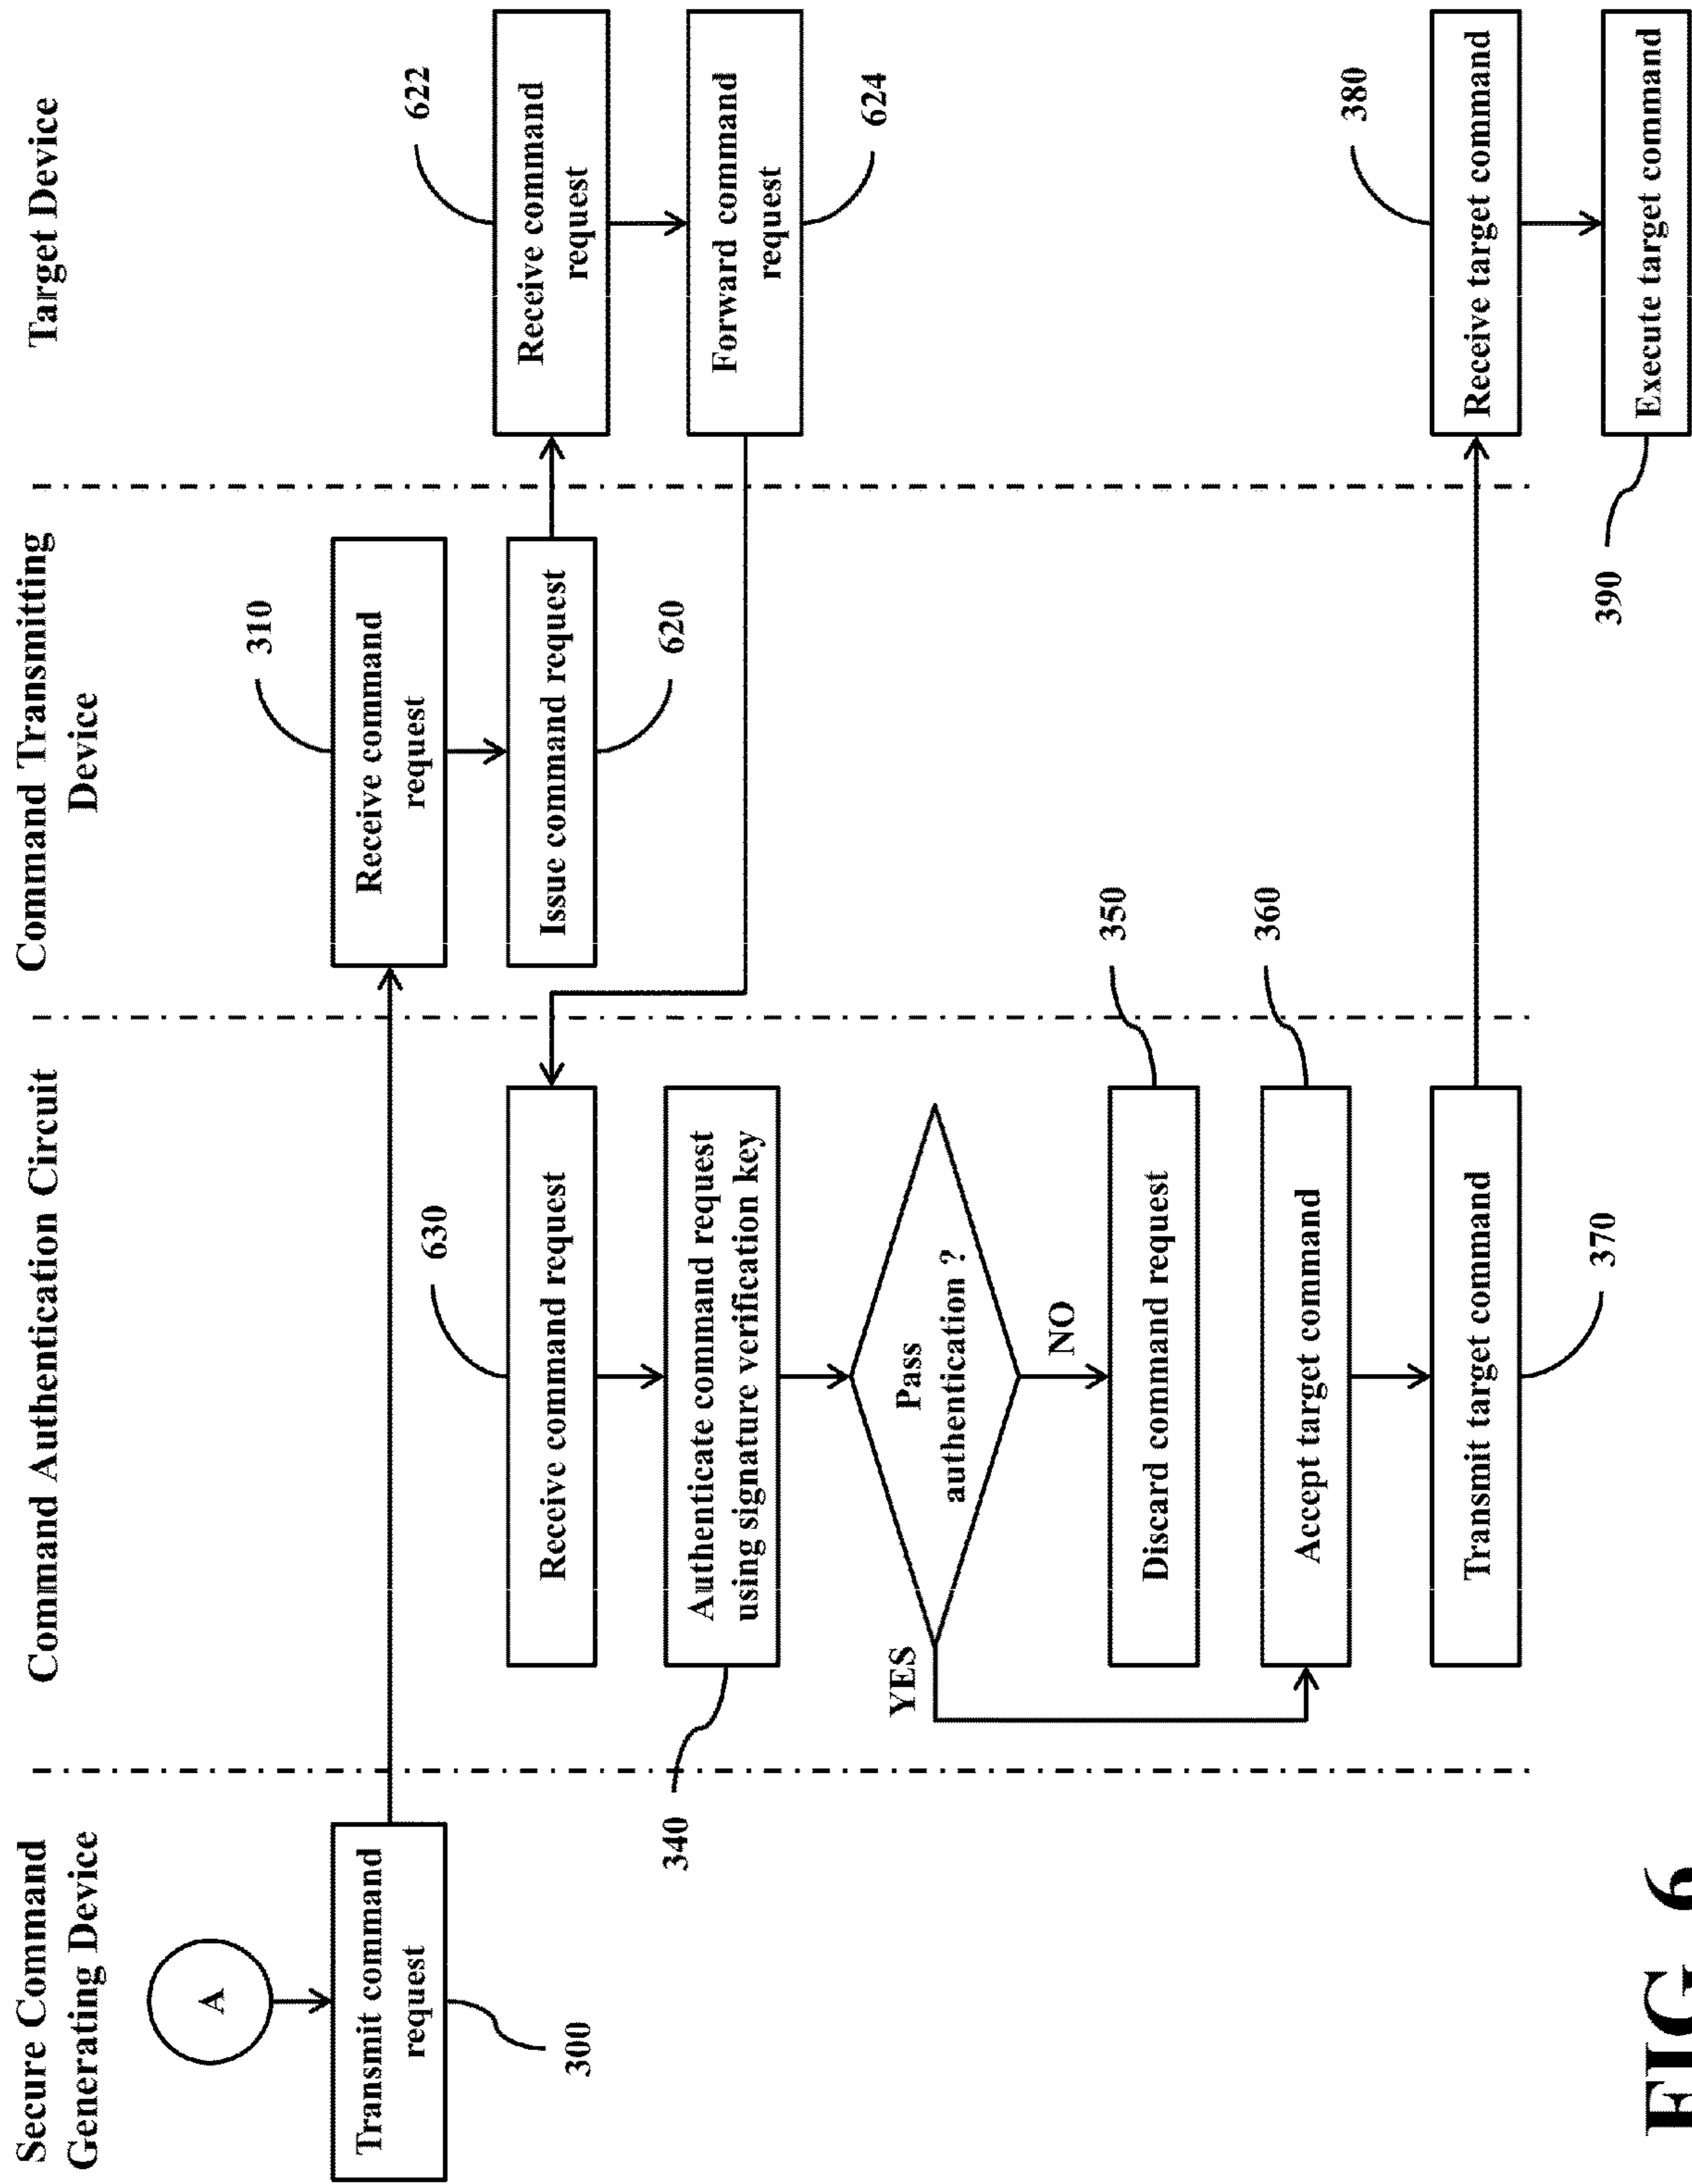 Secure Command
Generating Device
Command Authentication Circuit
Command Transmitting
Device
Target Device
A
Transmit command
request
300
310
Receive command
request
Issue command request
620
622
Receive command
request
Forward command
request
624
630
Receive command request
Authenticate command request
using signature verification key
340
Pass
authentication ?
YES
NO
Discard command request
350
Accept target command
360
Transmit target command
370
380
Receive target command
Execute target command
390
FIG. 6